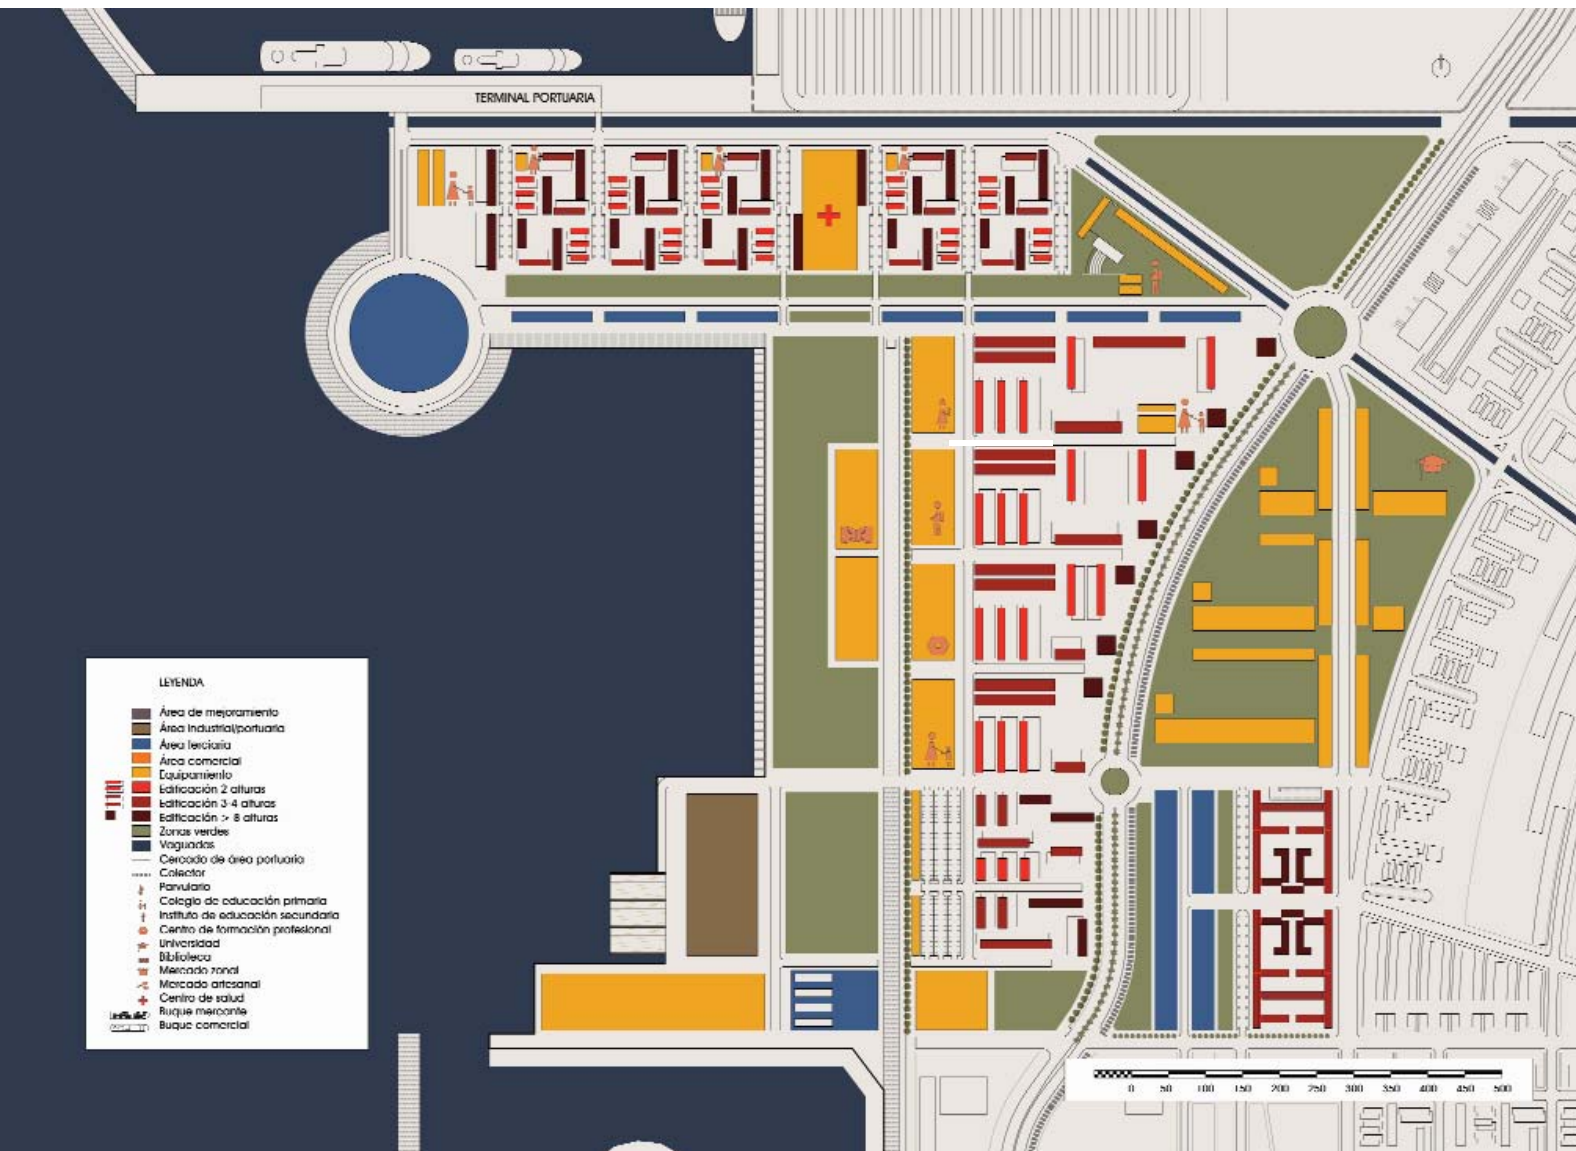 TERMINAL PORTUARIA
LEYENDA
Área de mejoramiento
Área industrial/portuaria
Área terciaria
Área comercial
Equipamiento
Edificación 2 alturas
Edificación 3-4 alturas
Edificación > 8 alturas
Zonas verdes
Vaguadas
Cercado de área portuaria
Colector
Parvulario
Colegio de educación primaria
Instituto de educación secundaria
Centro de formación profesional
Universidad
Biblioteca
Mercado zonal
Mercado artesanal
Centro de salud
Buque mercante
Buque comercial
0 50 100 150 200 250 300 350 400 450 500